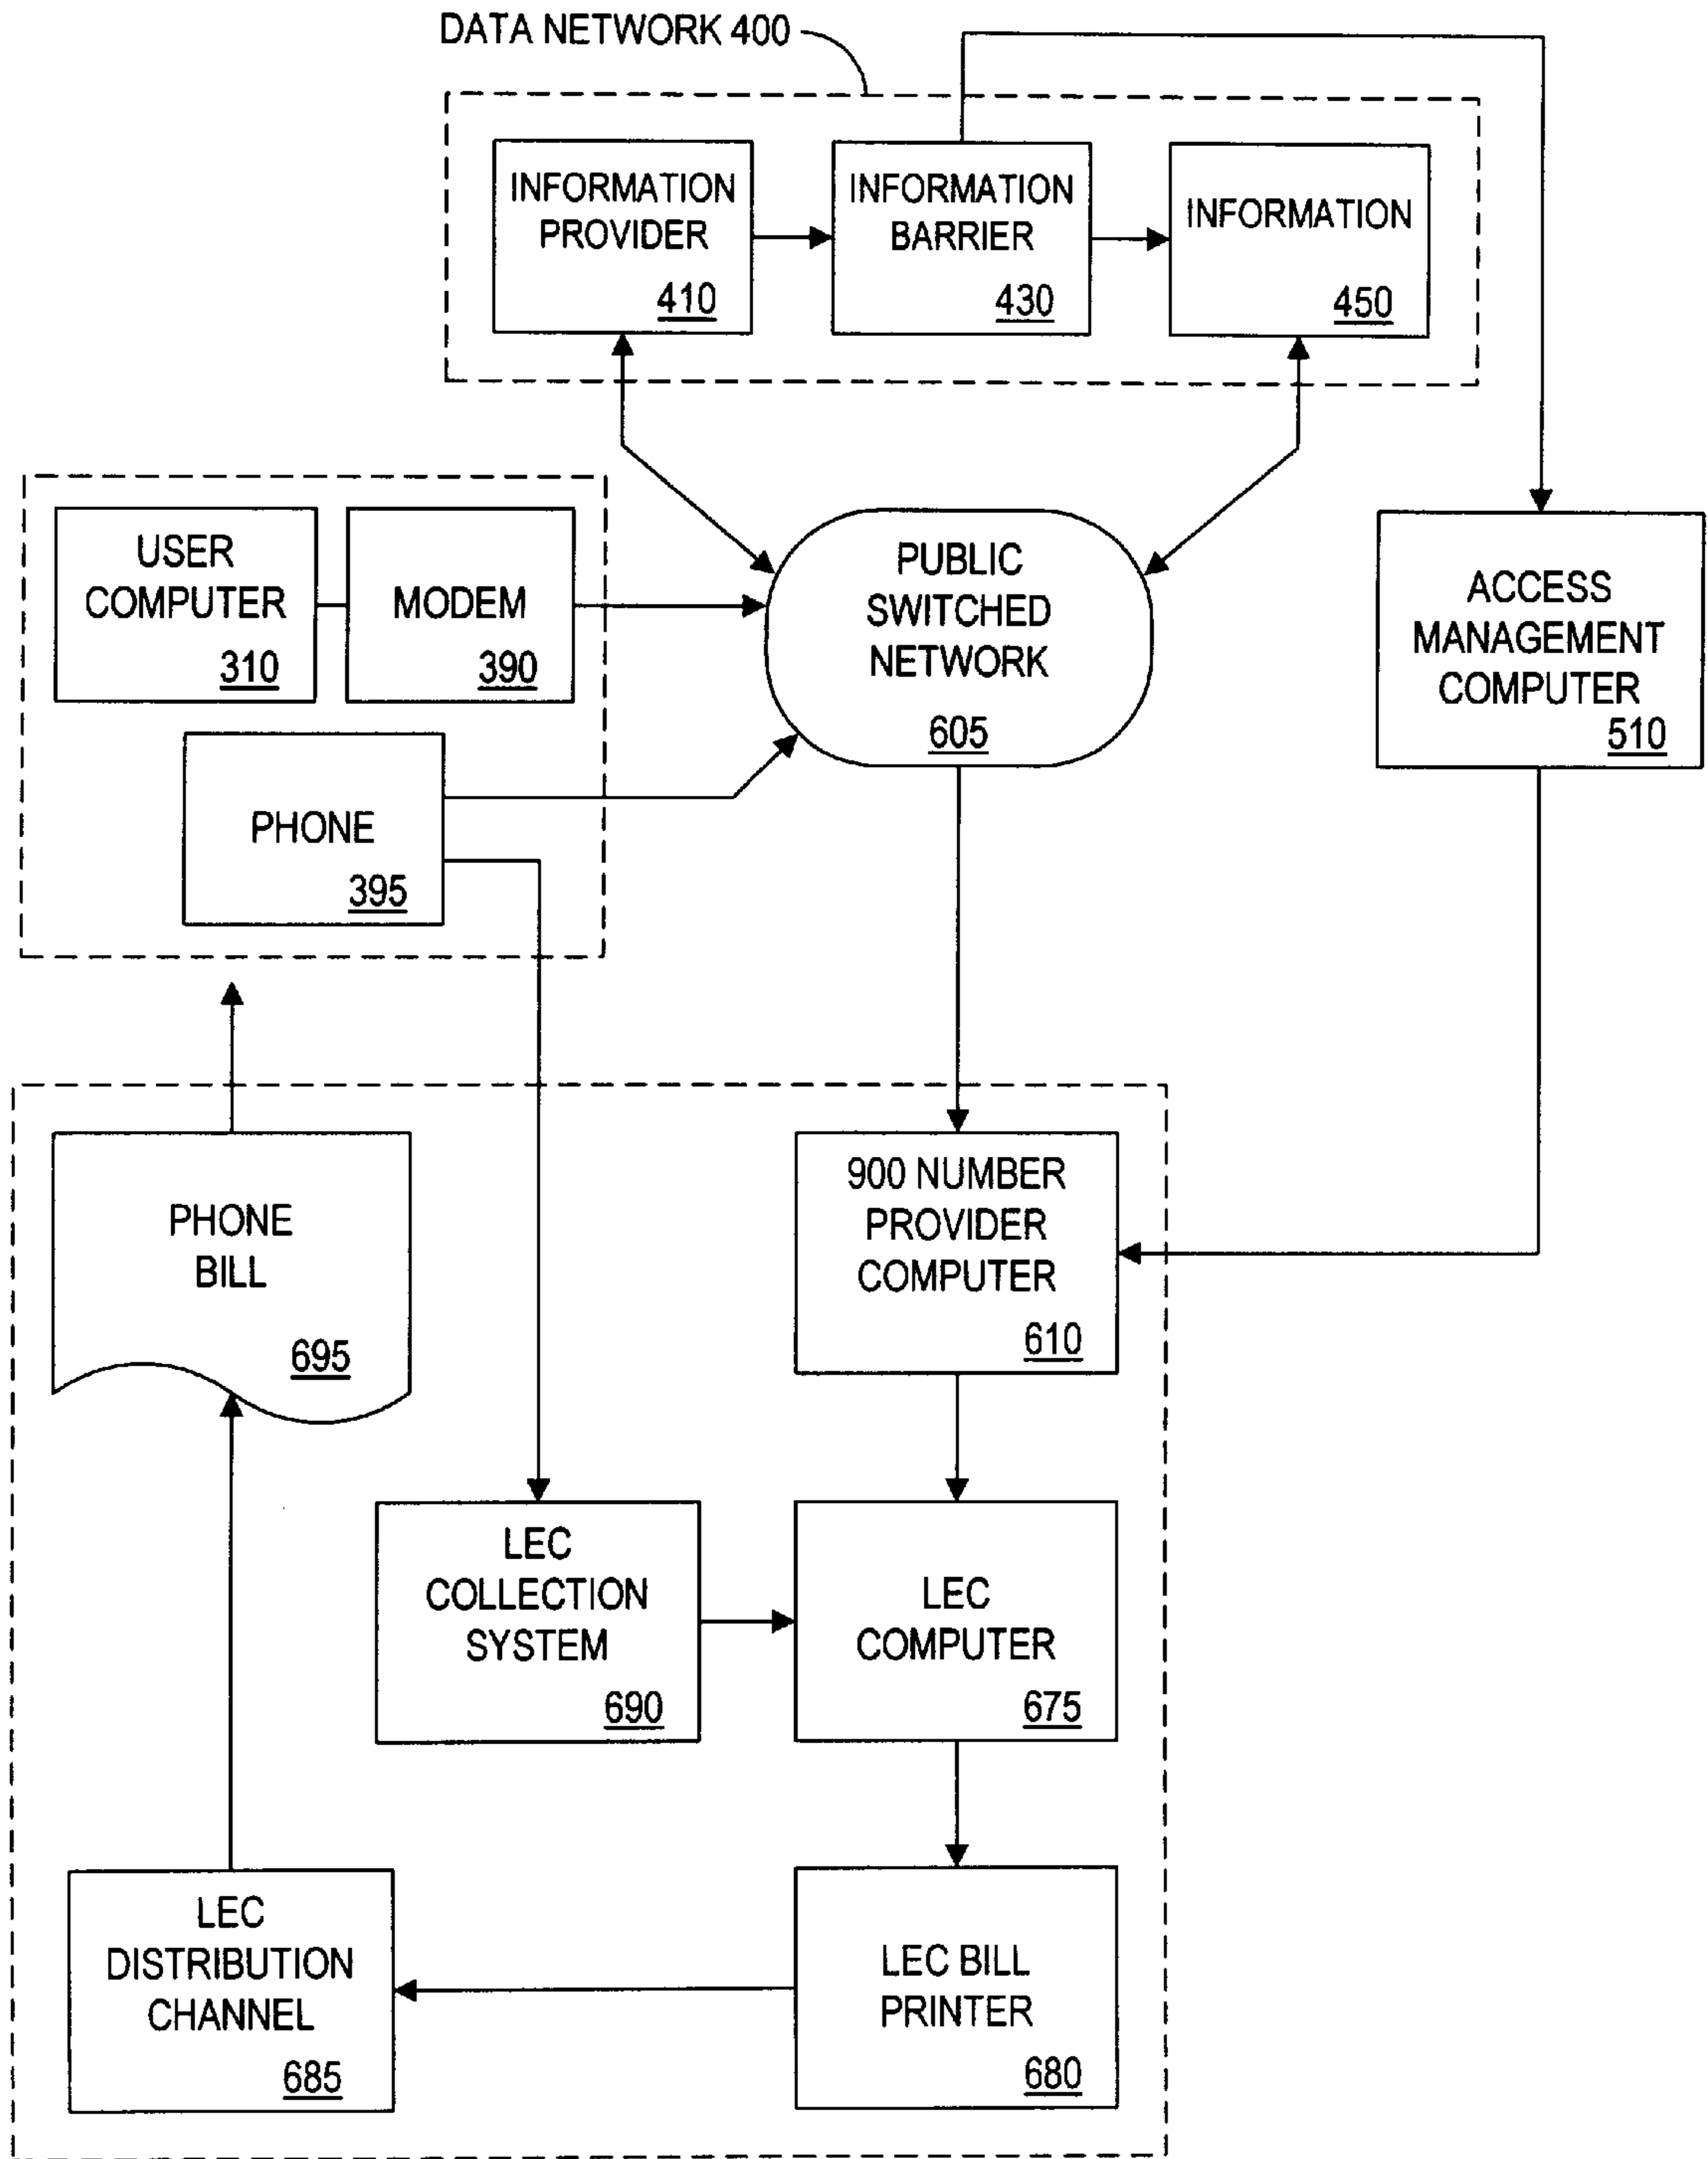 DATA NETWORK 400
INFORMATION
PROVIDER
410
INFORMATION
BARRIER
430
INFORMATION
450
USER
COMPUTER
310
MODEM
390
PUBLIC
SWITCHED
NETWORK
605
ACCESS
MANAGEMENT
COMPUTER
510
PHONE
395
PHONE
BILL
695
900 NUMBER
PROVIDER
COMPUTER
610
LEC
COLLECTION
SYSTEM
690
LEC
COMPUTER
675
LEC
DISTRIBUTION
CHANNEL
685
LEC BILL
PRINTER
680